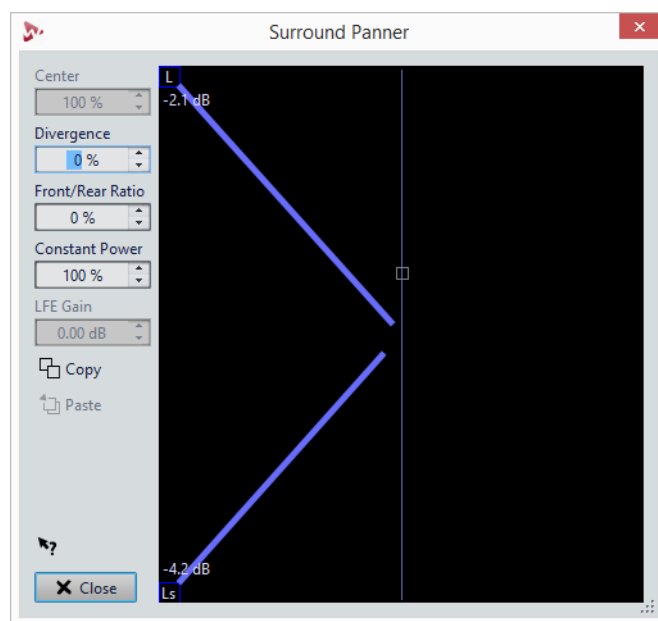 Surround Panner
Center
100 %
Divergence
0 %
Front/Rear Ratio
0 %
Constant Power
100 %
LFE Gain
0.00 dB
Copy
Paste
?
Close
L
-2.1 dB
-4.2 dB
Ls